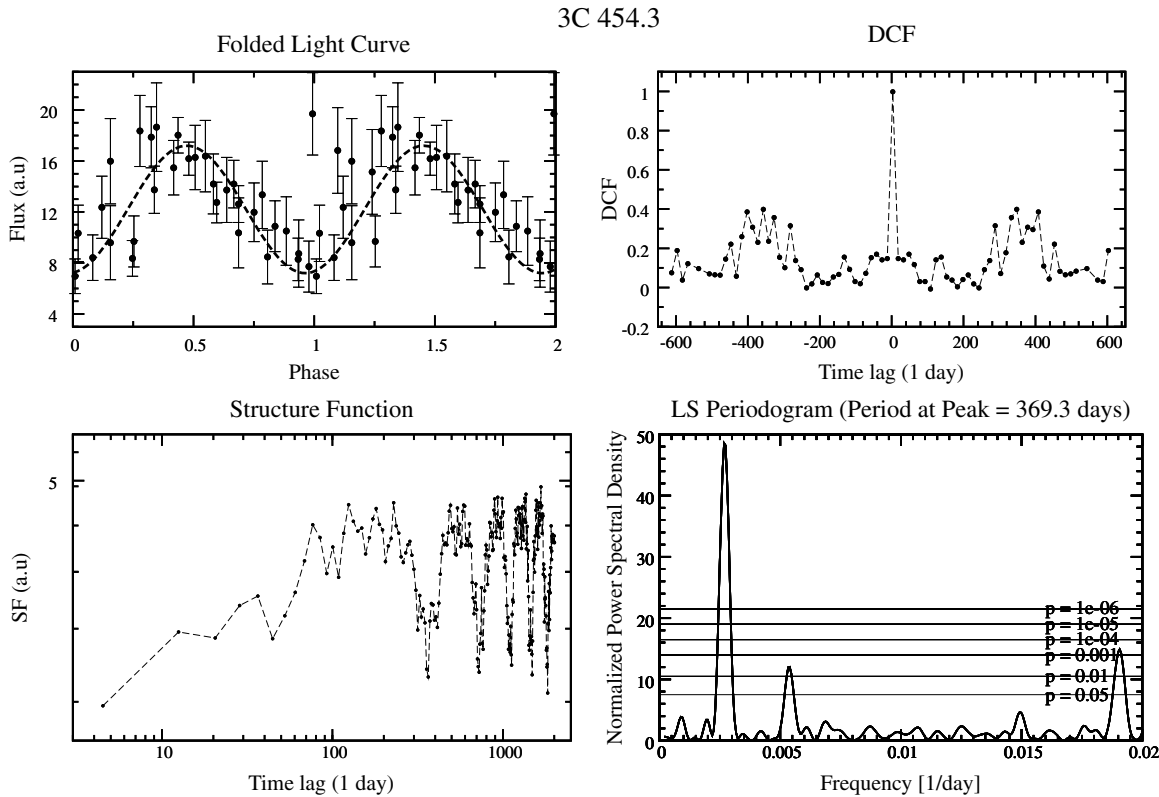 3C 454.3
Folded Light Curve
DCF
Flux (a.u)
20
16
12
8
4
0 0.5 1 1.5 2
Phase
DCF
1
0.8
0.6
0.4
0.2
0
-0.2
-600 -400 -200 0 200 400 600
Time lag (1 day)
Structure Function
LS Periodogram (Period at Peak = 369.3 days)
SF (a.u)
5
10 100 1000
Time lag (1 day)
Normalized Power Spectral Density
50
40
30
20
10
0
p = 1e-06
p = 1e-05
p = 1e-04
p = 0.001
p = 0.01
p = 0.05
0 0.005 0.01 0.015 0.02
Frequency [1/day]